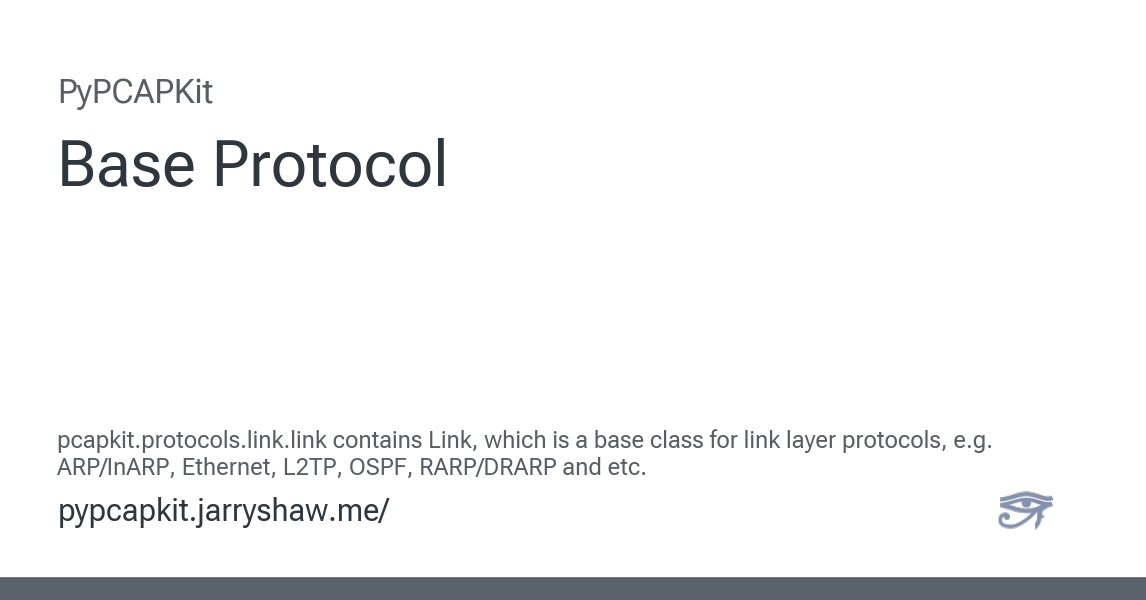 PyPCAPKit
Base Protocol
pcapkit.protocols.link.link contains Link, which is a base class for link layer protocols, e.g.
ARP/InARP, Ethernet, L2TP, OSPF, RARP/DRARP and etc.
pypcapkit.jarryshaw.me/